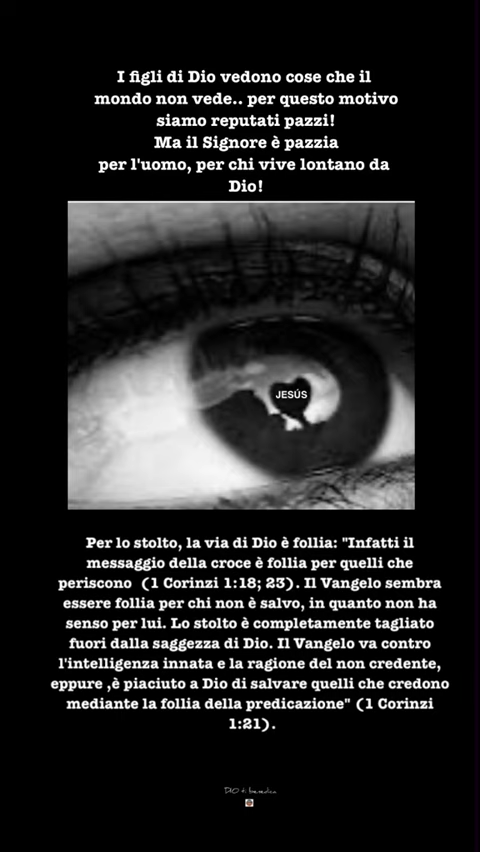 I figli di Dio vedono cose che il
mondo non vede.. per questo motivo
siamo reputati pazzi!
Ma il Signore è pazzia
per l'uomo, per chi vive lontano da
Dio!
JESÚS
Per lo stolto, la via di Dio è follia: "Infatti il
messaggio della croce è follia per quelli che
periscono (1 Corinzi 1:18; 23). Il Vangelo sembra
essere follia per chi non è salvo, in quanto non ha
senso per lui. Lo stolto è completamente tagliato
fuori dalla saggezza di Dio. Il Vangelo va contro
l'intelligenza innata e la ragione del non credente,
eppure ,è piaciuto a Dio di salvare quelli che credono
mediante la follia della predicazione" (1 Corinzi
1:21).
DIO ti benedica